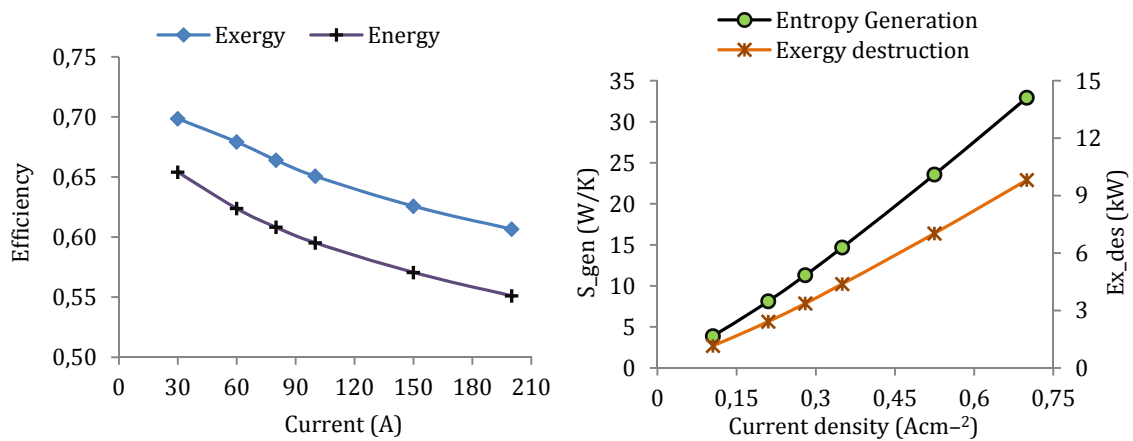 Exergy Energy
0,75
0,70
0,65
0,60
0,55
0,50
Efficiency
0 30 60 90 120 150 180 210
Current (A)
Entropy Generation
Exergy destruction
35
30
25
20
15
10
5
0
S_gen (W/K)
15
12
9
6
3
0
Ex_des (kW)
0 0,15 0,3 0,45 0,6 0,75
Current density (Acm–²)